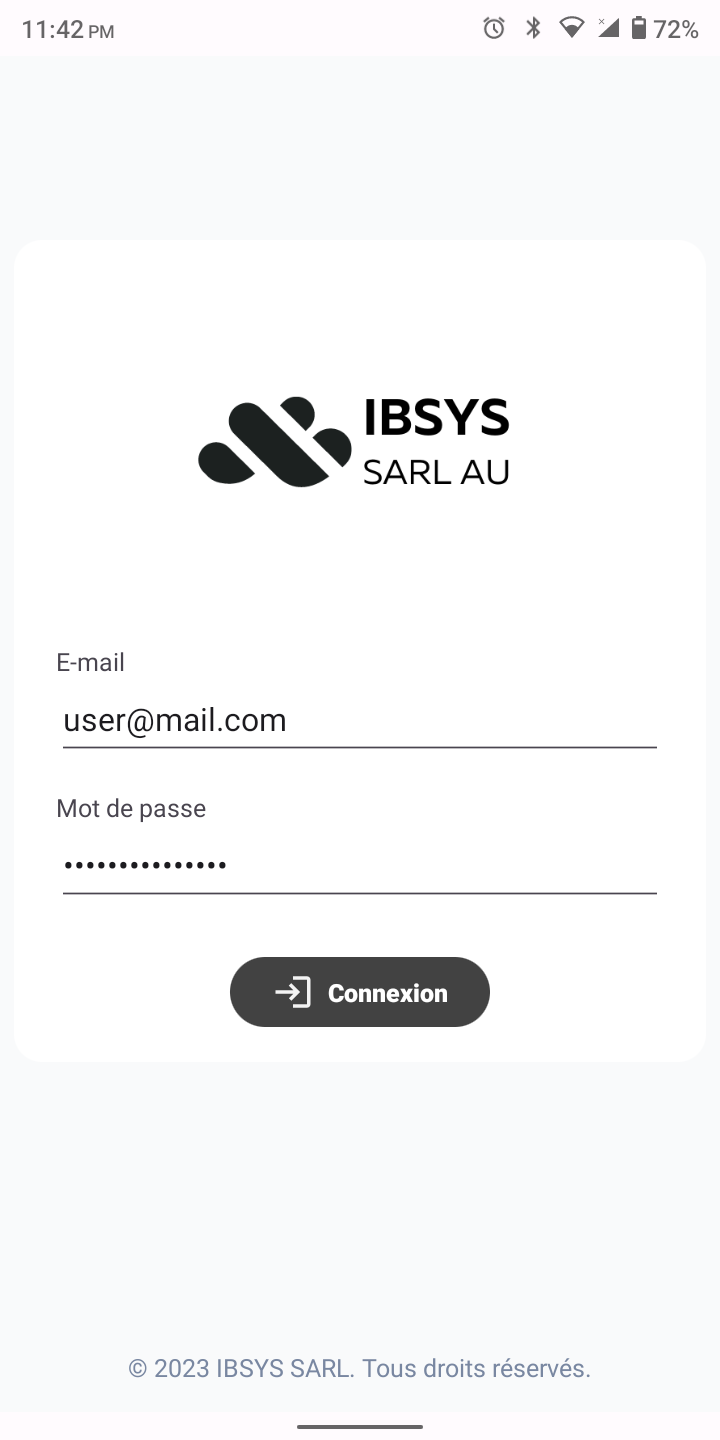 11:42 PM 72%
IBSYS
SARL AU
E-mail
user@mail.com
Mot de passe
•••••••••••••••
Connexion
© 2023 IBSYS SARL. Tous droits réservés.